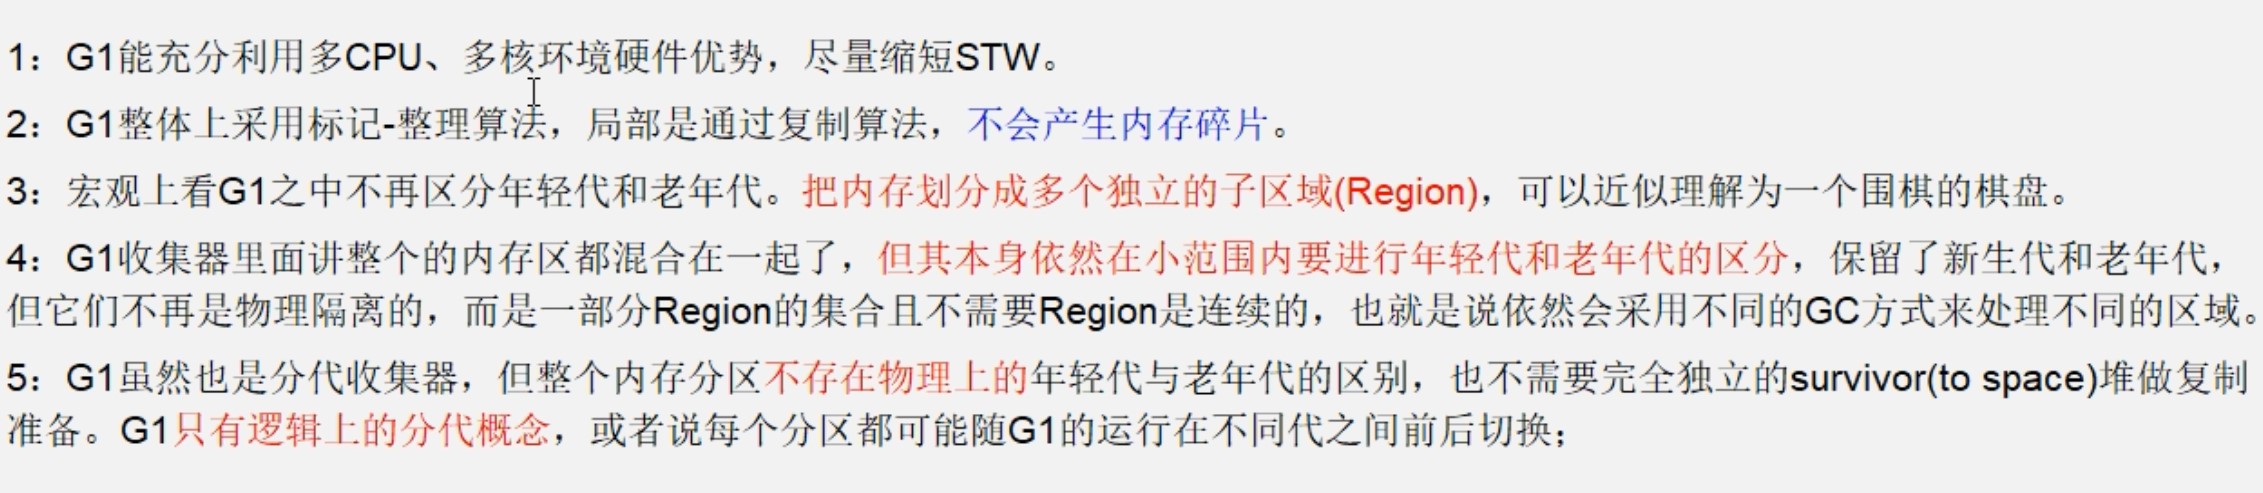 1：G1能充分利用多CPU、多核环境硬件优势，尽量缩短STW。
2：G1整体上采用标记-整理算法，局部是通过复制算法，不会产生内存碎片。
3：宏观上看G1之中不再区分年轻代和老年代。把内存划分成多个独立的子区域(Region)，可以近似理解为一个围棋的棋盘。
4：G1收集器里面讲整个的内存区都混合在一起了，但其本身依然在小范围内要进行年轻代和老年代的区分，保留了新生代和老年代，
但它们不再是物理隔离的，而是一部分Region的集合且不需要Region是连续的，也就是说依然会采用不同的GC方式来处理不同的区域。
5：G1虽然也是分代收集器，但整个内存分区不存在物理上的年轻代与老年代的区别，也不需要完全独立的survivor(to space)堆做复制
准备。G1只有逻辑上的分代概念，或者说每个分区都可能随G1的运行在不同代之间前后切换；